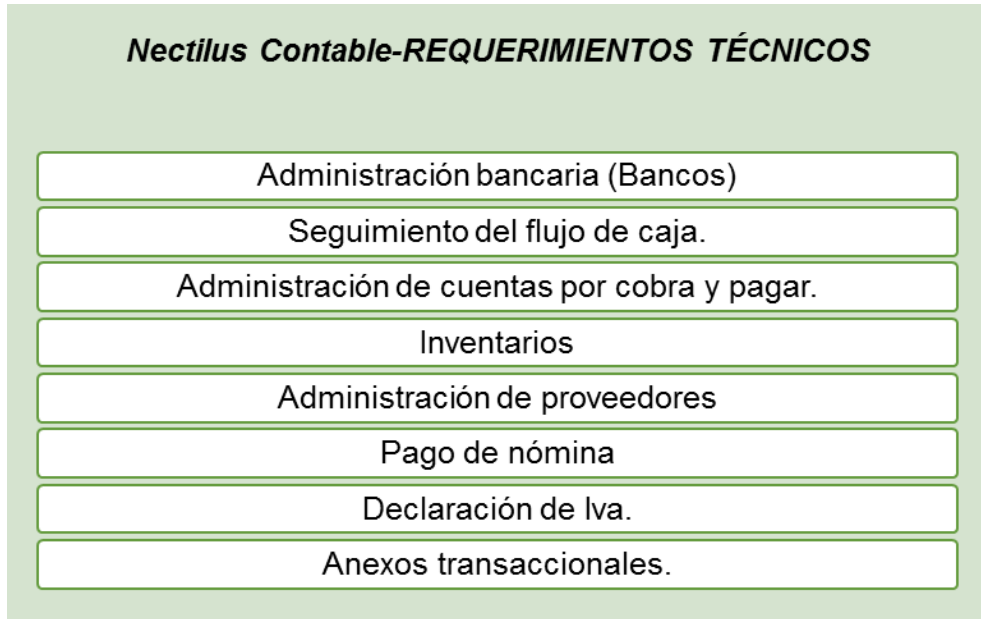 Nectilus Contable-REQUERIMIENTOS TÉCNICOS
Administración bancaria (Bancos)
Seguimiento del flujo de caja.
Administración de cuentas por cobra y pagar.
Inventarios
Administración de proveedores
Pago de nómina
Declaración de Iva.
Anexos transaccionales.